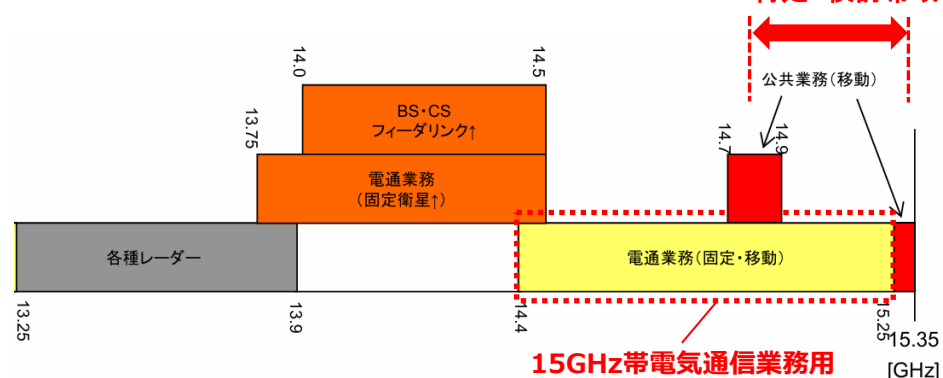 14.0
14.5
公共業務(移動)
BS・CS
フィーダリンク↑
13.75
14.7
14.9
電通業務
(固定衛星↑)
各種レーダー
電通業務(固定・移動)
13.25
13.9
14.4
15.25
15.35
[GHz]
15GHz帯電気通信業務用